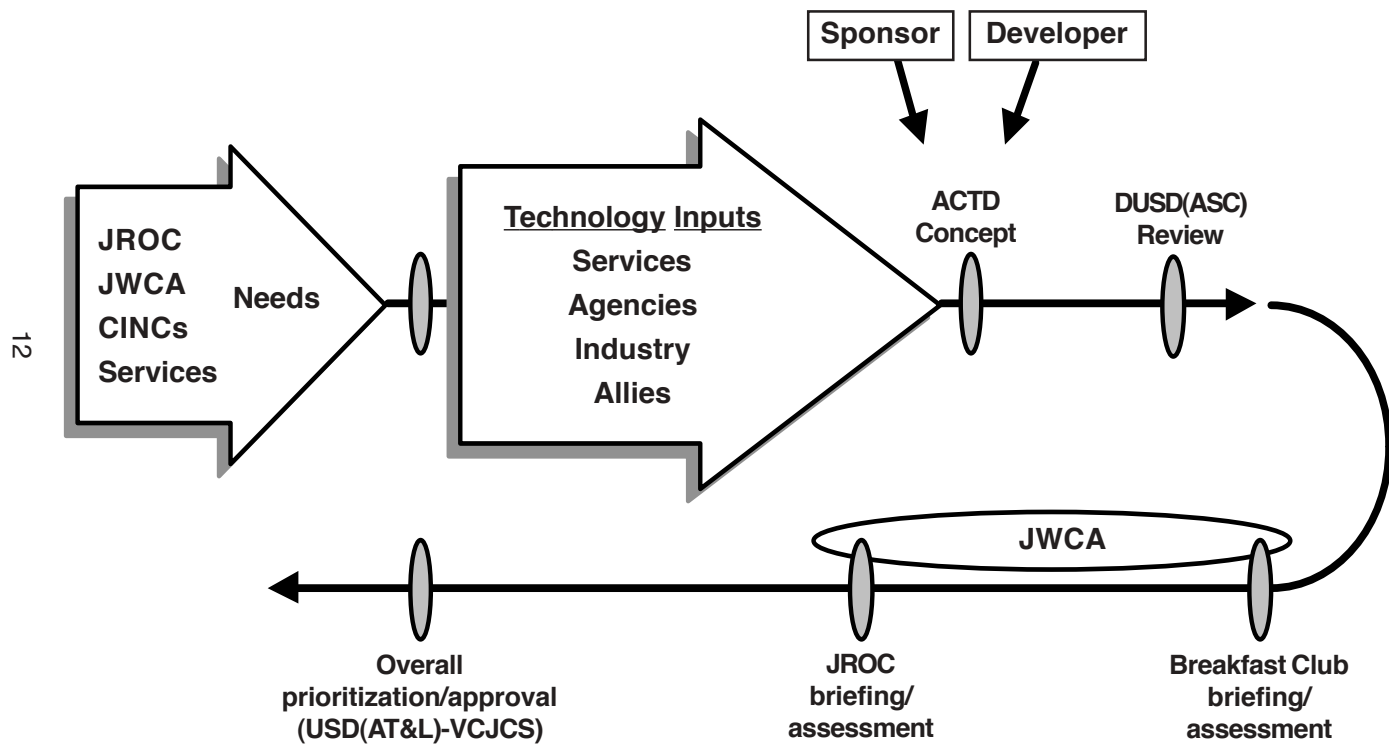 Sponsor
Developer
JROC
JWCA
CINCs
Services
Needs
Technology Inputs
Services
Agencies
Industry
Allies
ACTD
Concept
DUSD(ASC)
Review
12
JWCA
Overall
prioritization/approval
(USD(AT&L)-VCJCS)
JROC
briefing/
assessment
Breakfast Club
briefing/
assessment